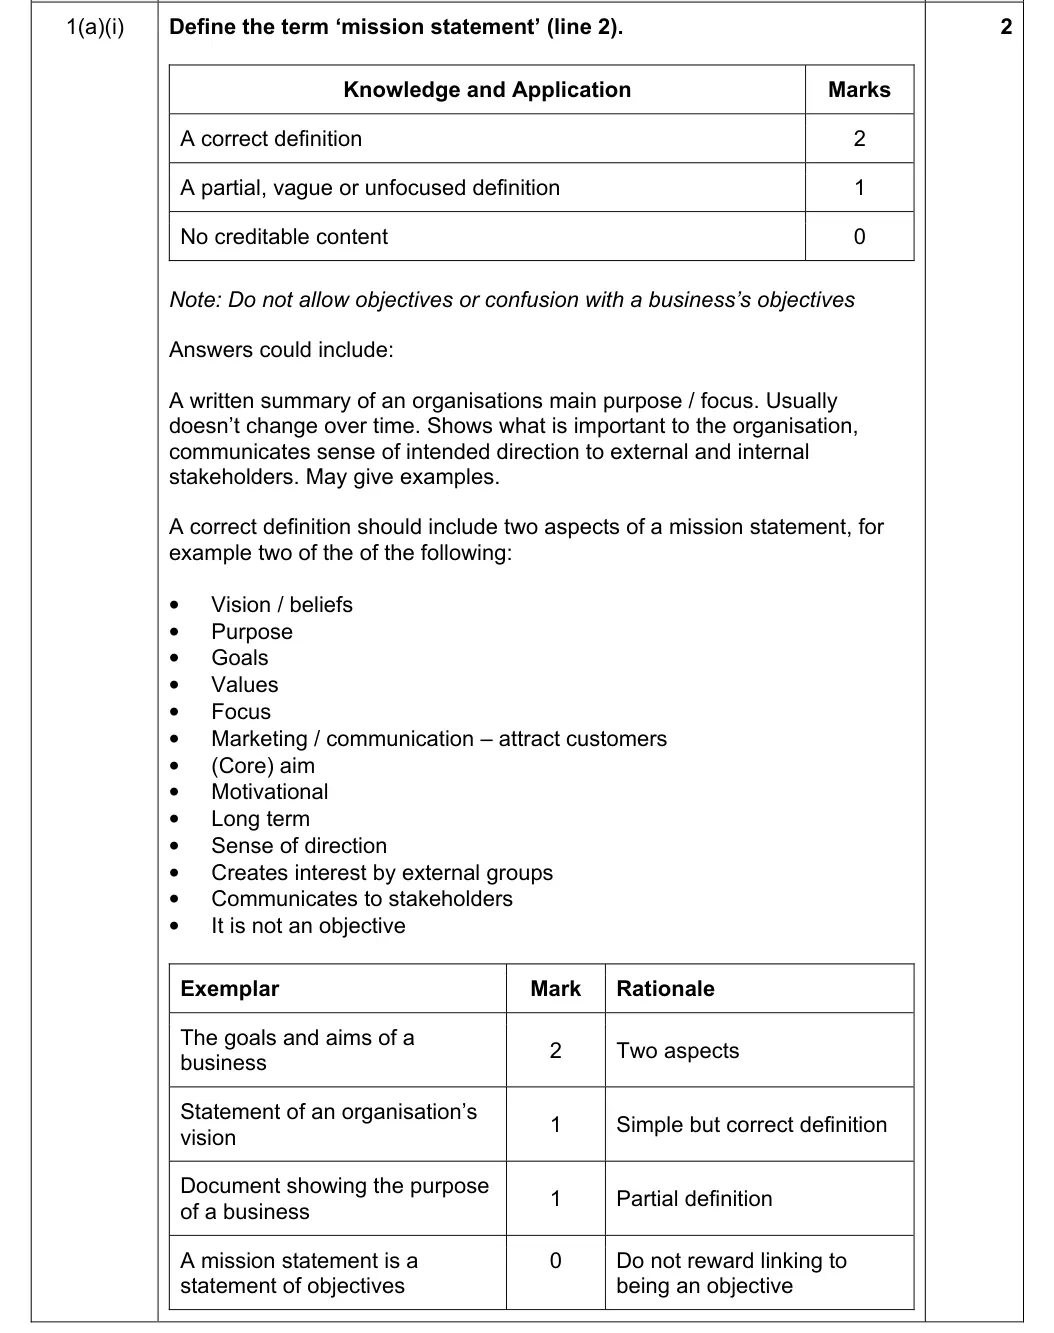 1(a)(i) Define the term ‘mission statement’ (line 2). 2
Knowledge and Application Marks
A correct definition 2
A partial, vague or unfocused definition 1
No creditable content 0
Note: Do not allow objectives or confusion with a business’s objectives
Answers could include:
A written summary of an organisations main purpose / focus. Usually
doesn’t change over time. Shows what is important to the organisation,
communicates sense of intended direction to external and internal
stakeholders. May give examples.
A correct definition should include two aspects of a mission statement, for
example two of the of the following:
• Vision / beliefs
• Purpose
• Goals
• Values
• Focus
• Marketing / communication – attract customers
• (Core) aim
• Motivational
• Long term
• Sense of direction
• Creates interest by external groups
• Communicates to stakeholders
• It is not an objective
Exemplar Mark Rationale
The goals and aims of a
business 2 Two aspects
Statement of an organisation’s
vision 1 Simple but correct definition
Document showing the purpose
of a business 1 Partial definition
A mission statement is a 0 Do not reward linking to
statement of objectives being an objective